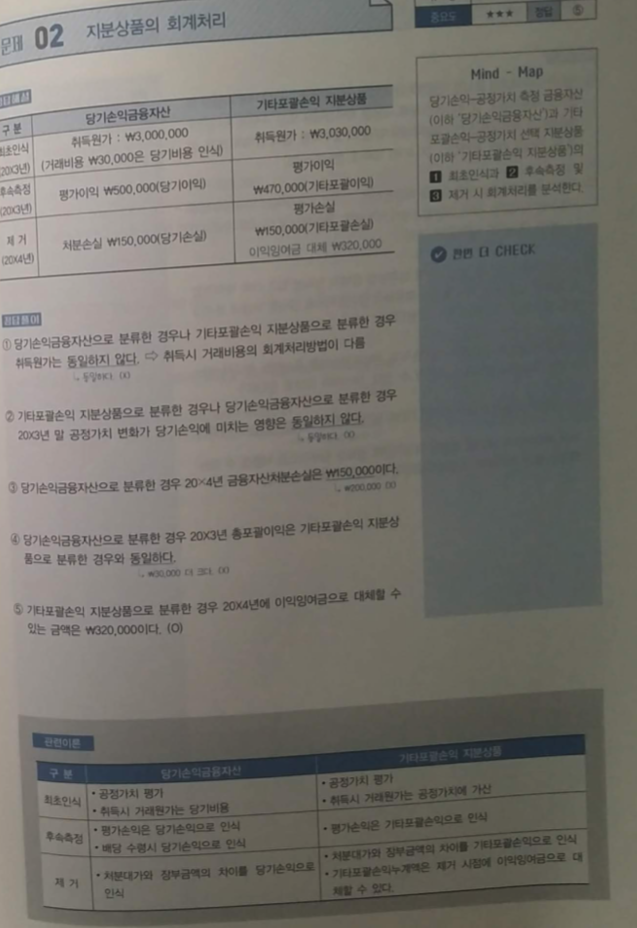 문제 02 지분상품의 회계처리
중요도 ★★★ 정답 ⑤
Mind - Map
당기손익-공정가치 측정 금융자산
(이하 '당기손익금융자산')과 기타
포괄손익-공정가치 선택 지분상품
(이하 '기타포괄손익 지분상품')의
1 최초인식과 2 후속측정 및
3 제거 시 회계처리를 분석한다.
한번 더 CHECK
구 분 당기손익금융자산 기타포괄손익 지분상품
최초인식 (20X3년) 취득원가 : ₩3,000,000 취득원가 : ₩3,030,000
(거래비용 ₩30,000은 당기비용 인식)
후속측정 (20X3년) 평가이익 ₩500,000(당기이익) 평가이익
₩470,000(기타포괄이익)
제 거 (20X4년) 처분손실 ₩150,000(당기손실) 평가손실
₩150,000(기타포괄손실)
이익잉여금 대체 ₩320,000
정답풀이
① 당기손익금융자산으로 분류한 경우나 기타포괄손익 지분상품으로 분류한 경우
취득원가는 동일하지 않다. ⇨ 취득시 거래비용의 회계처리방법이 다름
↳ 동일하다. (X)
② 기타포괄손익 지분상품으로 분류한 경우나 당기손익금융자산으로 분류한 경우
20X3년 말 공정가치 변화가 당기손익에 미치는 영향은 동일하지 않다.
↳ 동일하다. (X)
③ 당기손익금융자산으로 분류한 경우 20×4년 금융자산처분손실은 ₩150,000이다.
↳ ₩200,000 (X)
④ 당기손익금융자산으로 분류한 경우 20X3년 총포괄이익은 기타포괄손익 지분상
품으로 분류한 경우와 동일하다.
↳ ₩30,000 더 크다. (X)
⑤ 기타포괄손익 지분상품으로 분류한 경우 20X4년에 이익잉여금으로 대체할 수
있는 금액은 ₩320,000이다. (O)
관련이론
구 분 당기손익금융자산 기타포괄손익 지분상품
최초인식 • 공정가치 평가 • 공정가치 평가
• 취득시 거래원가는 당기비용 • 취득시 거래원가는 공정가치에 가산
후속측정 • 평가손익은 당기손익으로 인식 • 평가손익은 기타포괄손익으로 인식
• 배당 수령시 당기손익으로 인식
제 거 • 처분대가와 장부금액의 차이를 당기손익으로
인식
• 처분대가와 장부금액의 차이를 기타포괄손익으로 인식
• 기타포괄손익누계액은 제거 시점에 이익잉여금으로 대
체할 수 있다.